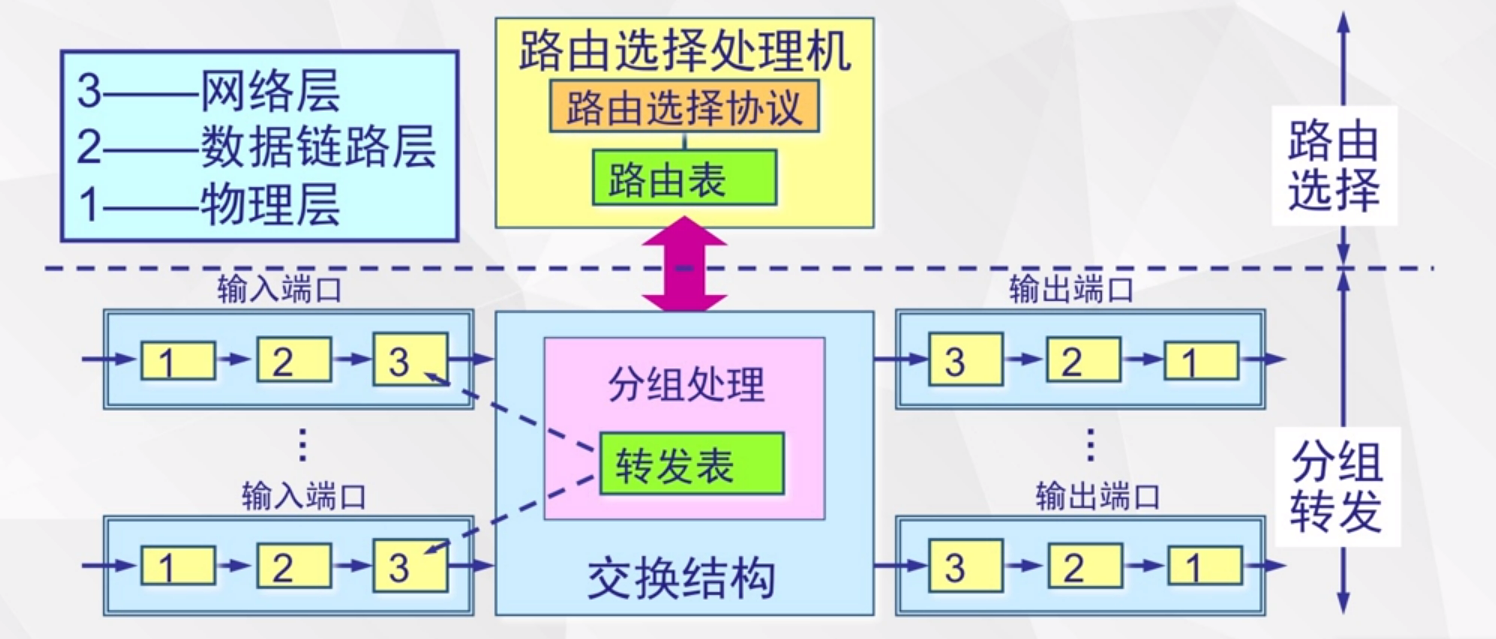 3——网络层
2——数据链路层
1——物理层
路由选择处理机
路由选择协议
路由表
路由
选择
输入端口
1 2 3
⋮
输入端口
1 2 3
分组处理
转发表
交换结构
输出端口
3 2 1
⋮
输出端口
3 2 1
分组
转发